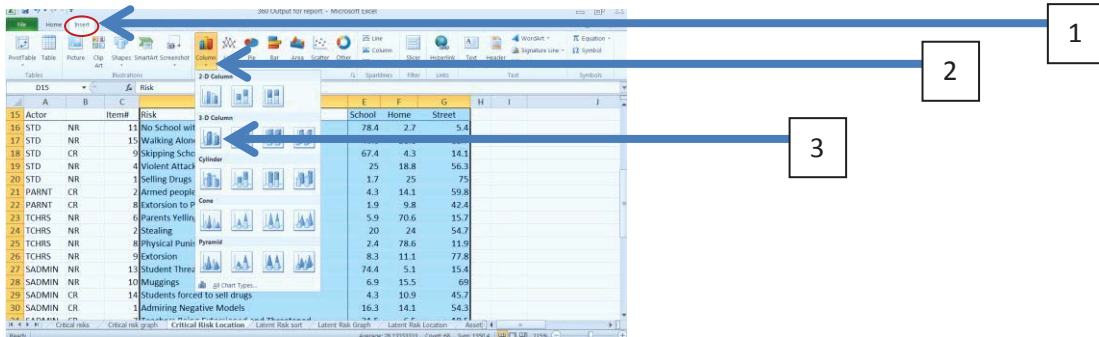 360 Output for report - Microsoft Excel
File Home Insert
1
PivotTable Table Picture Clip Art Shapes SmartArt Screenshot Column Pie Bar Area Scatter Other Line Column Slicer Hyperlink Text Header WordArt Signature Line Equation Symbol
Tables Illustrations Sparklines Filter Links Text Symbols
2
D15 fx Risk
2-D Column
A B C E F G H I J
15 Actor Item# Risk School Home Street
3-D Column
16 STD NR 11 No School wit 78.4 2.7 5.4
17 STD NR 15 Walking Alon
3
18 STD CR 9 Skipping Scho 67.4 4.3 14.1
Cylinder
19 STD NR 4 Violent Attack 25 18.8 56.3
20 STD NR 1 Selling Drugs 1.7 25 75
21 PARNT CR 2 Armed people 4.3 14.1 59.8
Cone
22 PARNT CR 8 Extorsion to P 1.9 9.8 42.4
23 TCHRS NR 6 Parents Yelling 5.9 70.6 15.7
24 TCHRS NR 2 Stealing 20 24 54.7
25 TCHRS NR 8 Physical Punis 2.4 78.6 11.9
Pyramid
26 TCHRS NR 9 Extorsion 8.3 11.1 77.8
27 SADMIN NR 13 Student Threa 74.4 5.1 15.4
28 SADMIN NR 10 Muggings 6.9 15.5 69
All Chart Types...
29 SADMIN CR 14 Students forced to sell drugs 4.3 10.9 45.7
30 SADMIN CR 1 Admiring Negative Models 16.3 14.1 54.3
Critical risks Critical risk graph Critical Risk Location Latent Risk sort Latent Risk Graph Latent Risk Location Asset
Ready Count: 68 115%